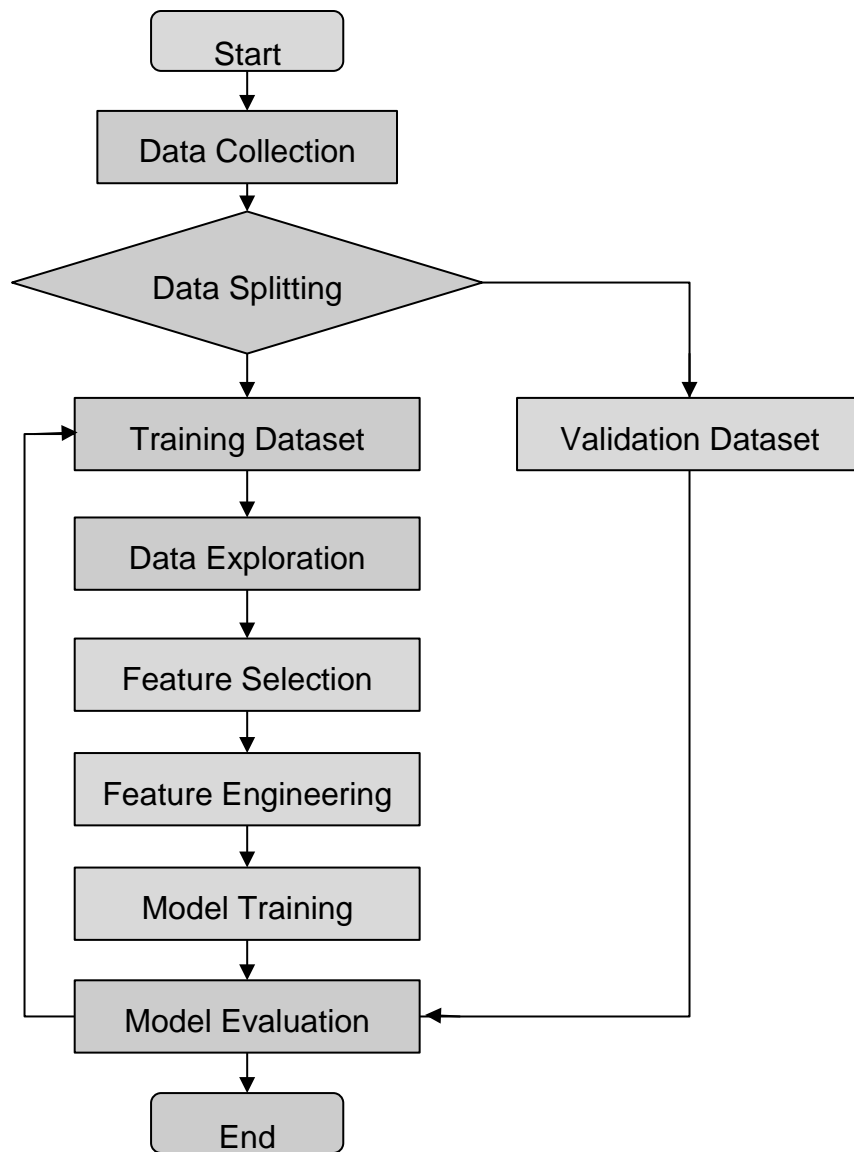 Start
Data Collection
Data Splitting
Training Dataset
Validation Dataset
Data Exploration
Feature Selection
Feature Engineering
Model Training
Model Evaluation
End